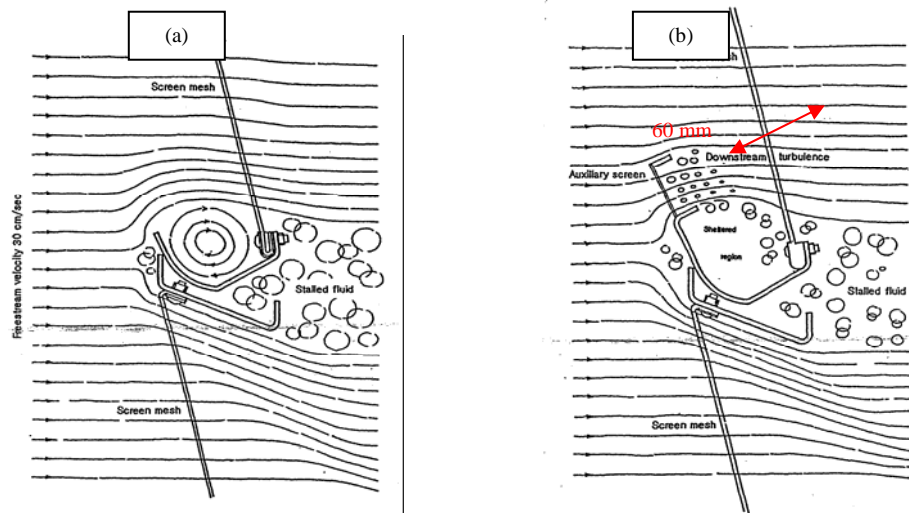 (a)
Screen mesh
Freestream velocity 30 cm/sec
Stalled fluid
Screen mesh
(b)
60 mm
Downstream turbulence
Auxiliary screen
Sheltered
region
Stalled fluid
Screen mesh